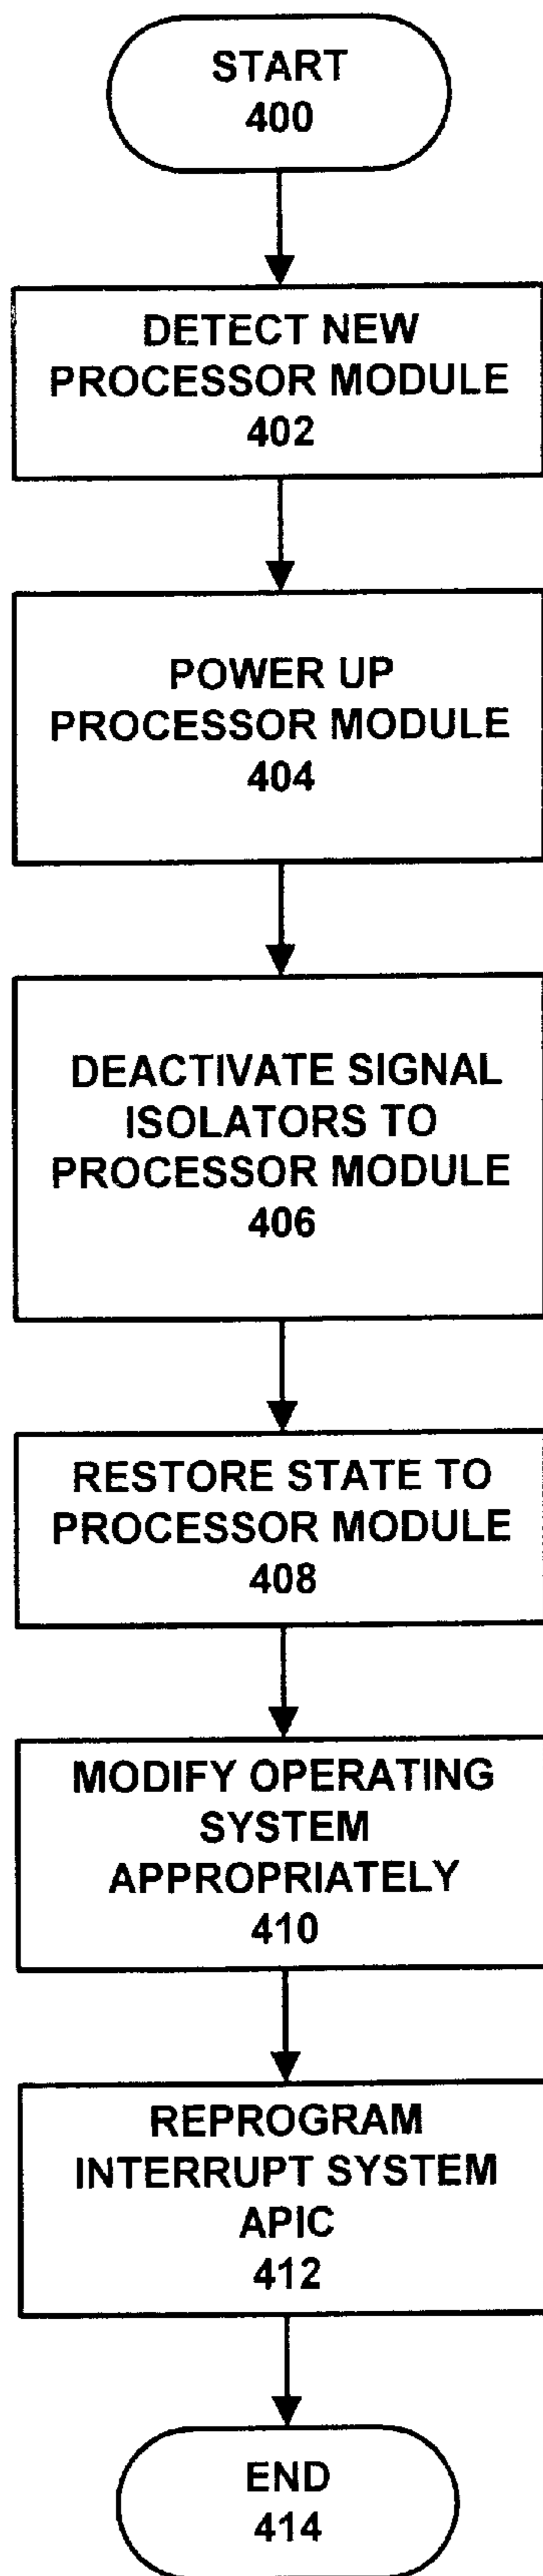 START
400
DETECT NEW
PROCESSOR MODULE
402
POWER UP
PROCESSOR MODULE
404
DEACTIVATE SIGNAL
ISOLATORS TO
PROCESSOR MODULE
406
RESTORE STATE TO
PROCESSOR MODULE
408
MODIFY OPERATING
SYSTEM
APPROPRIATELY
410
REPROGRAM
INTERRUPT SYSTEM
APIC
412
END
414